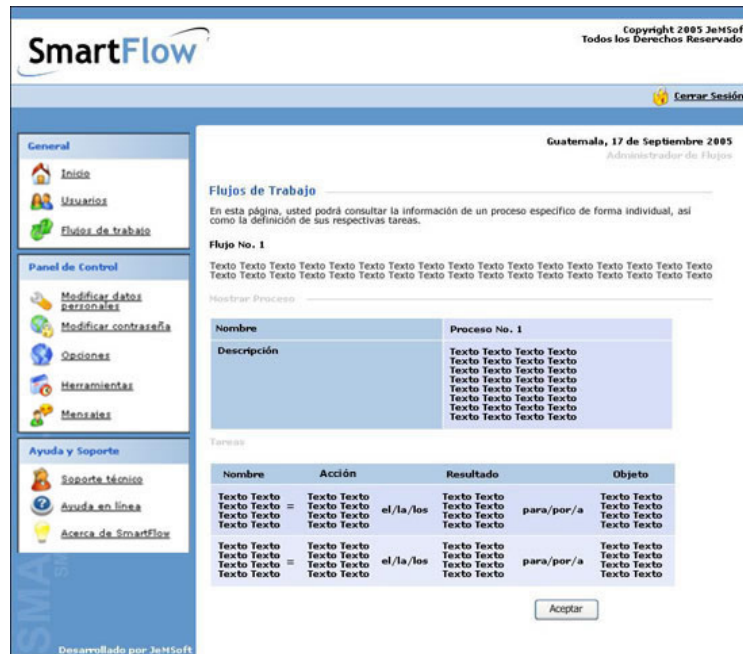 SmartFlow
Copyright 2005 JeMSof
Todos los Derechos Reservado
Cerrar Sesión
General
Inicio
Usuarios
Flujos de trabajo
Panel de Control
Modificar datos
personales
Modificar contraseña
Opciones
Herramientas
Mensajes
Ayuda y Soporte
Soporte técnico
Ayuda en línea
Acerca de SmartFlow
SMA
SM
Desarrollado por JeMSoft
Guatemala, 17 de Septiembre 2005
Administrador de Flujos
Flujos de Trabajo
En esta página, usted podrá consultar la información de un proceso específico de forma individual, así
como la definición de sus respectivas tareas.
Flujo No. 1
Texto Texto Texto Texto Texto Texto Texto Texto Texto Texto Texto Texto Texto Texto Texto Texto Texto
Texto Texto Texto Texto Texto Texto Texto Texto Texto Texto Texto Texto Texto Texto Texto Texto Texto
Mostrar Proceso
Nombre Proceso No. 1
Descripción Texto Texto Texto Texto
Texto Texto Texto Texto
Texto Texto Texto Texto
Texto Texto Texto Texto
Texto Texto Texto Texto
Texto Texto Texto Texto
Texto Texto Texto Texto
Texto Texto Texto Texto
Tareas
Nombre Acción Resultado Objeto
Texto Texto Texto Texto Texto Texto Texto Texto
Texto Texto = Texto Texto el/la/los Texto Texto para/por/a Texto Texto
Texto Texto Texto Texto Texto Texto Texto Texto
Texto Texto Texto Texto Texto Texto Texto Texto
Texto Texto Texto Texto Texto Texto Texto Texto
Texto Texto Texto Texto Texto Texto Texto Texto
Texto Texto = Texto Texto el/la/los Texto Texto para/por/a Texto Texto
Texto Texto Texto Texto Texto Texto Texto Texto
Aceptar